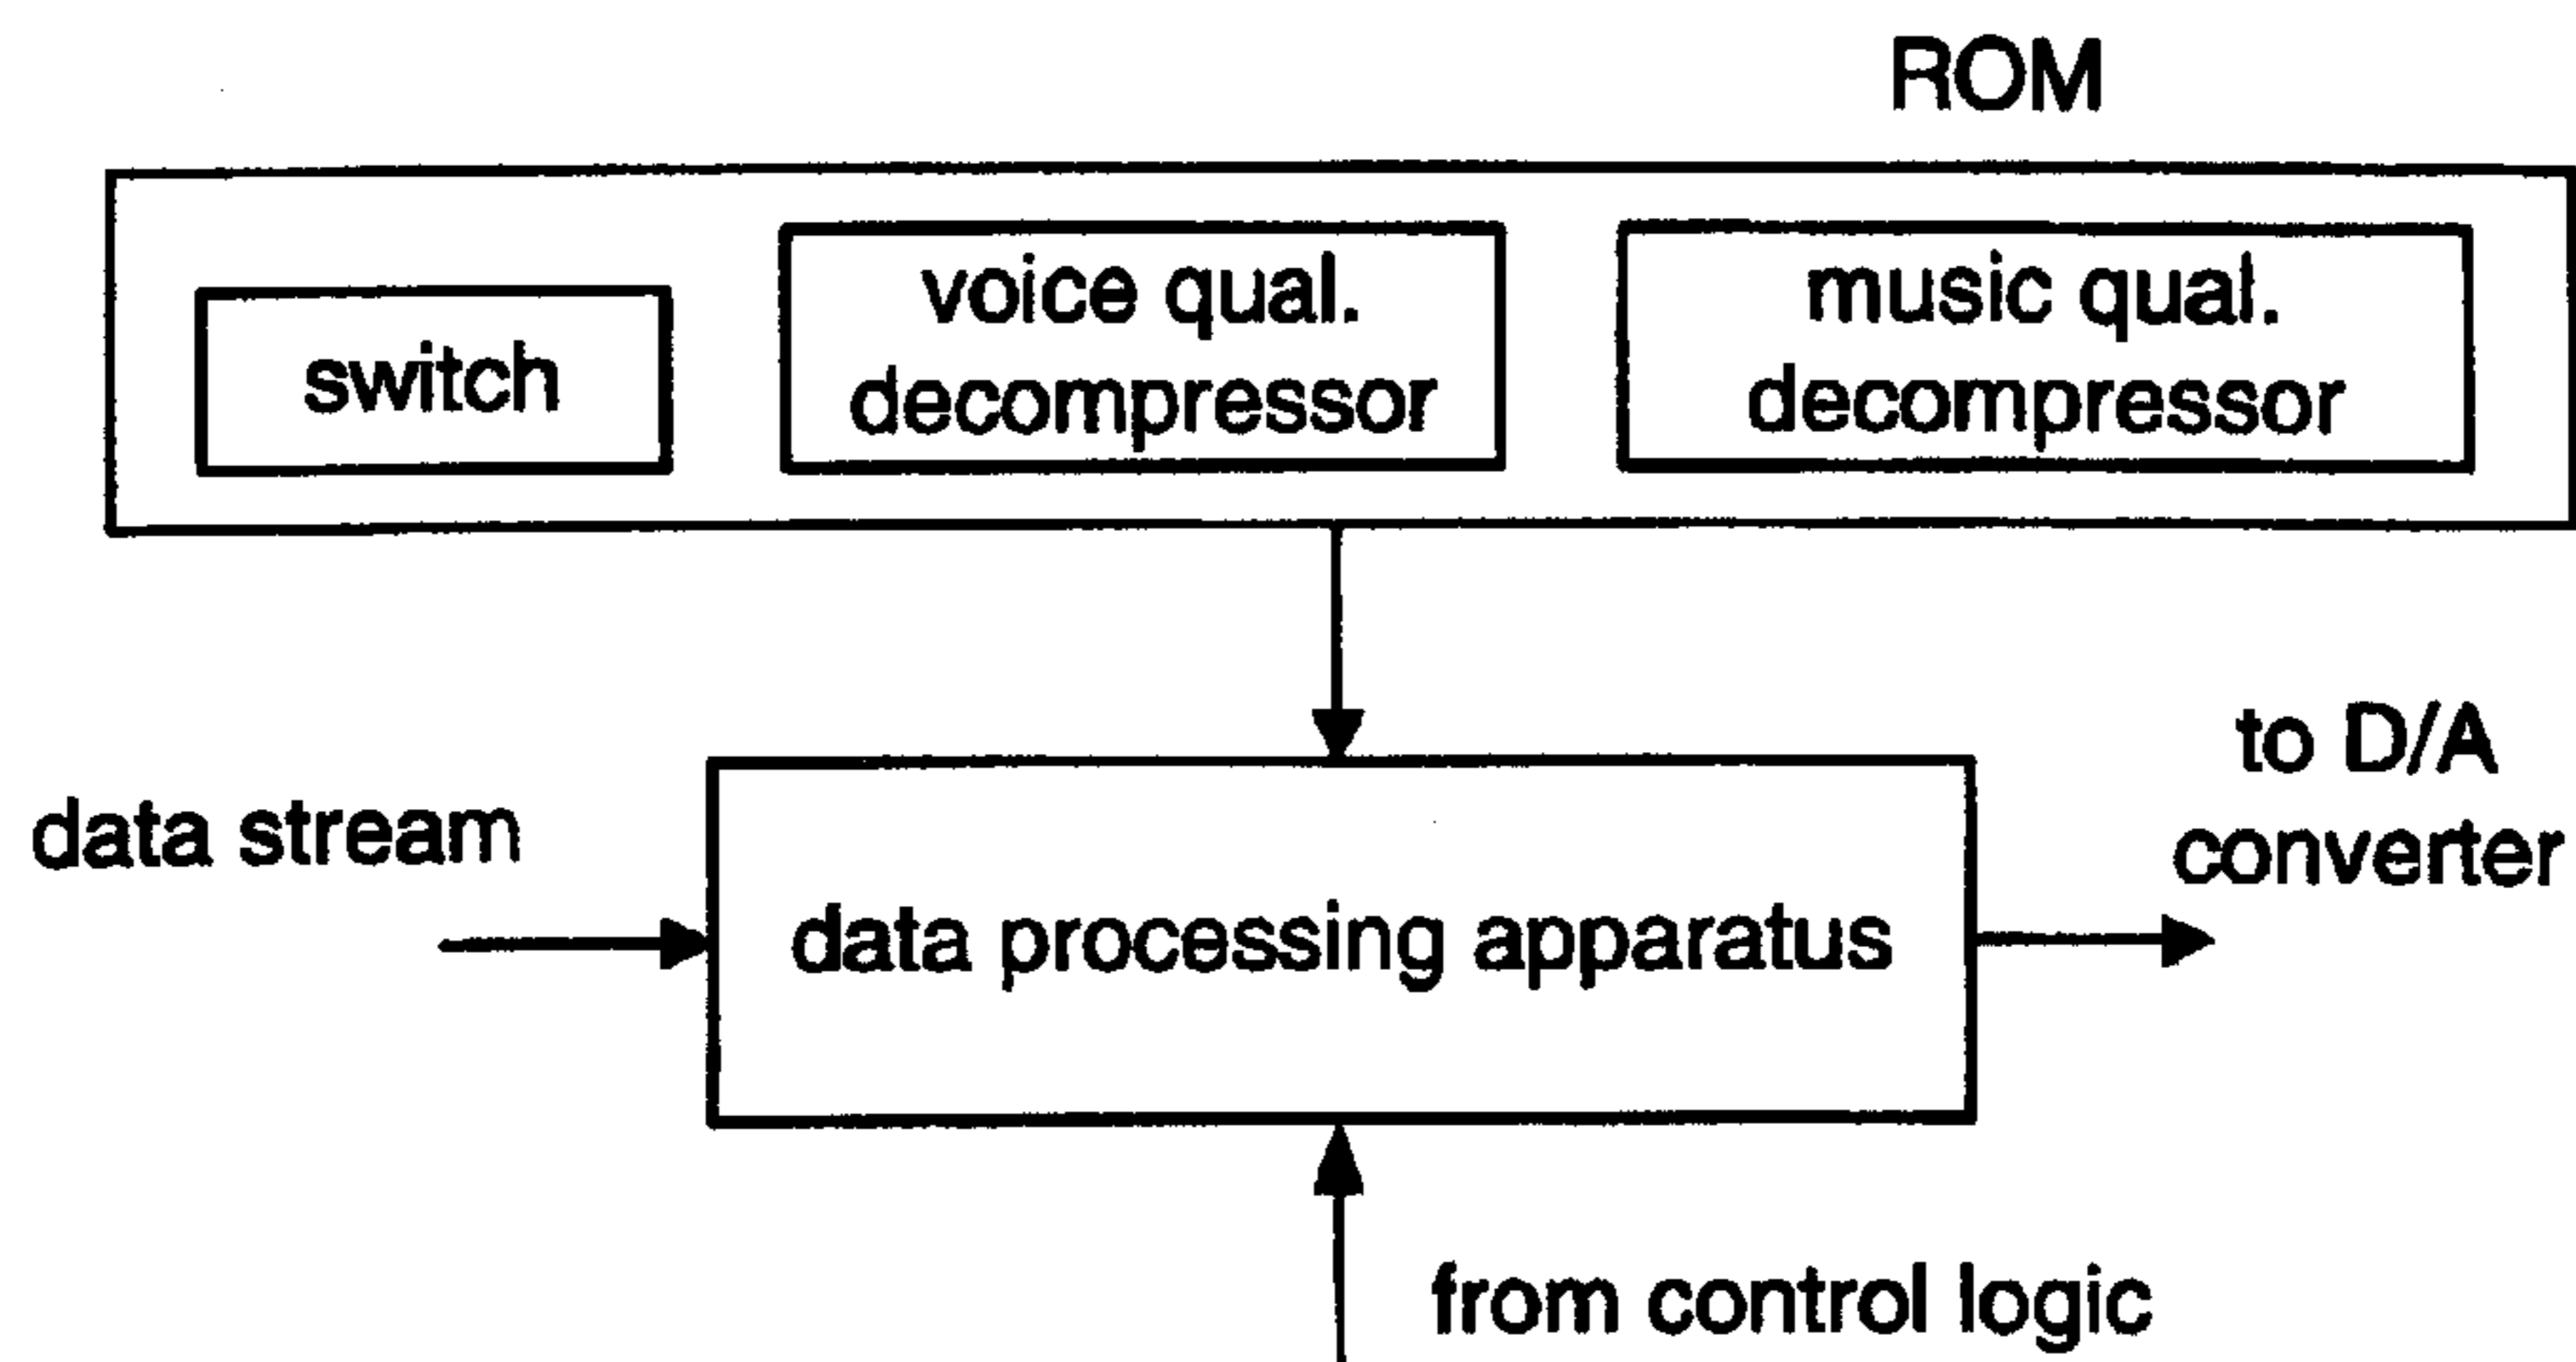 ROM
switch
voice qual.
decompressor
music qual.
decompressor
data stream
data processing apparatus
to D/A
converter
from control logic